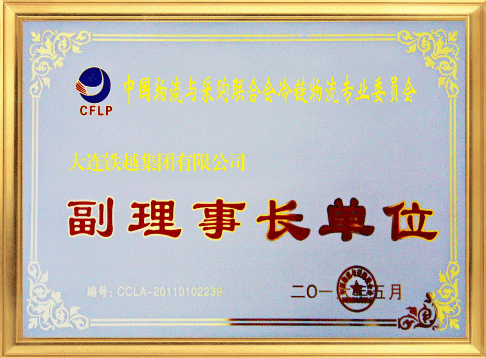 CFLP
中国物流与采购联合会冷链物流专业委员会
大连铁越集团有限公司
副理事长单位
编号:CCLA-20110102239
二〇一 年五月